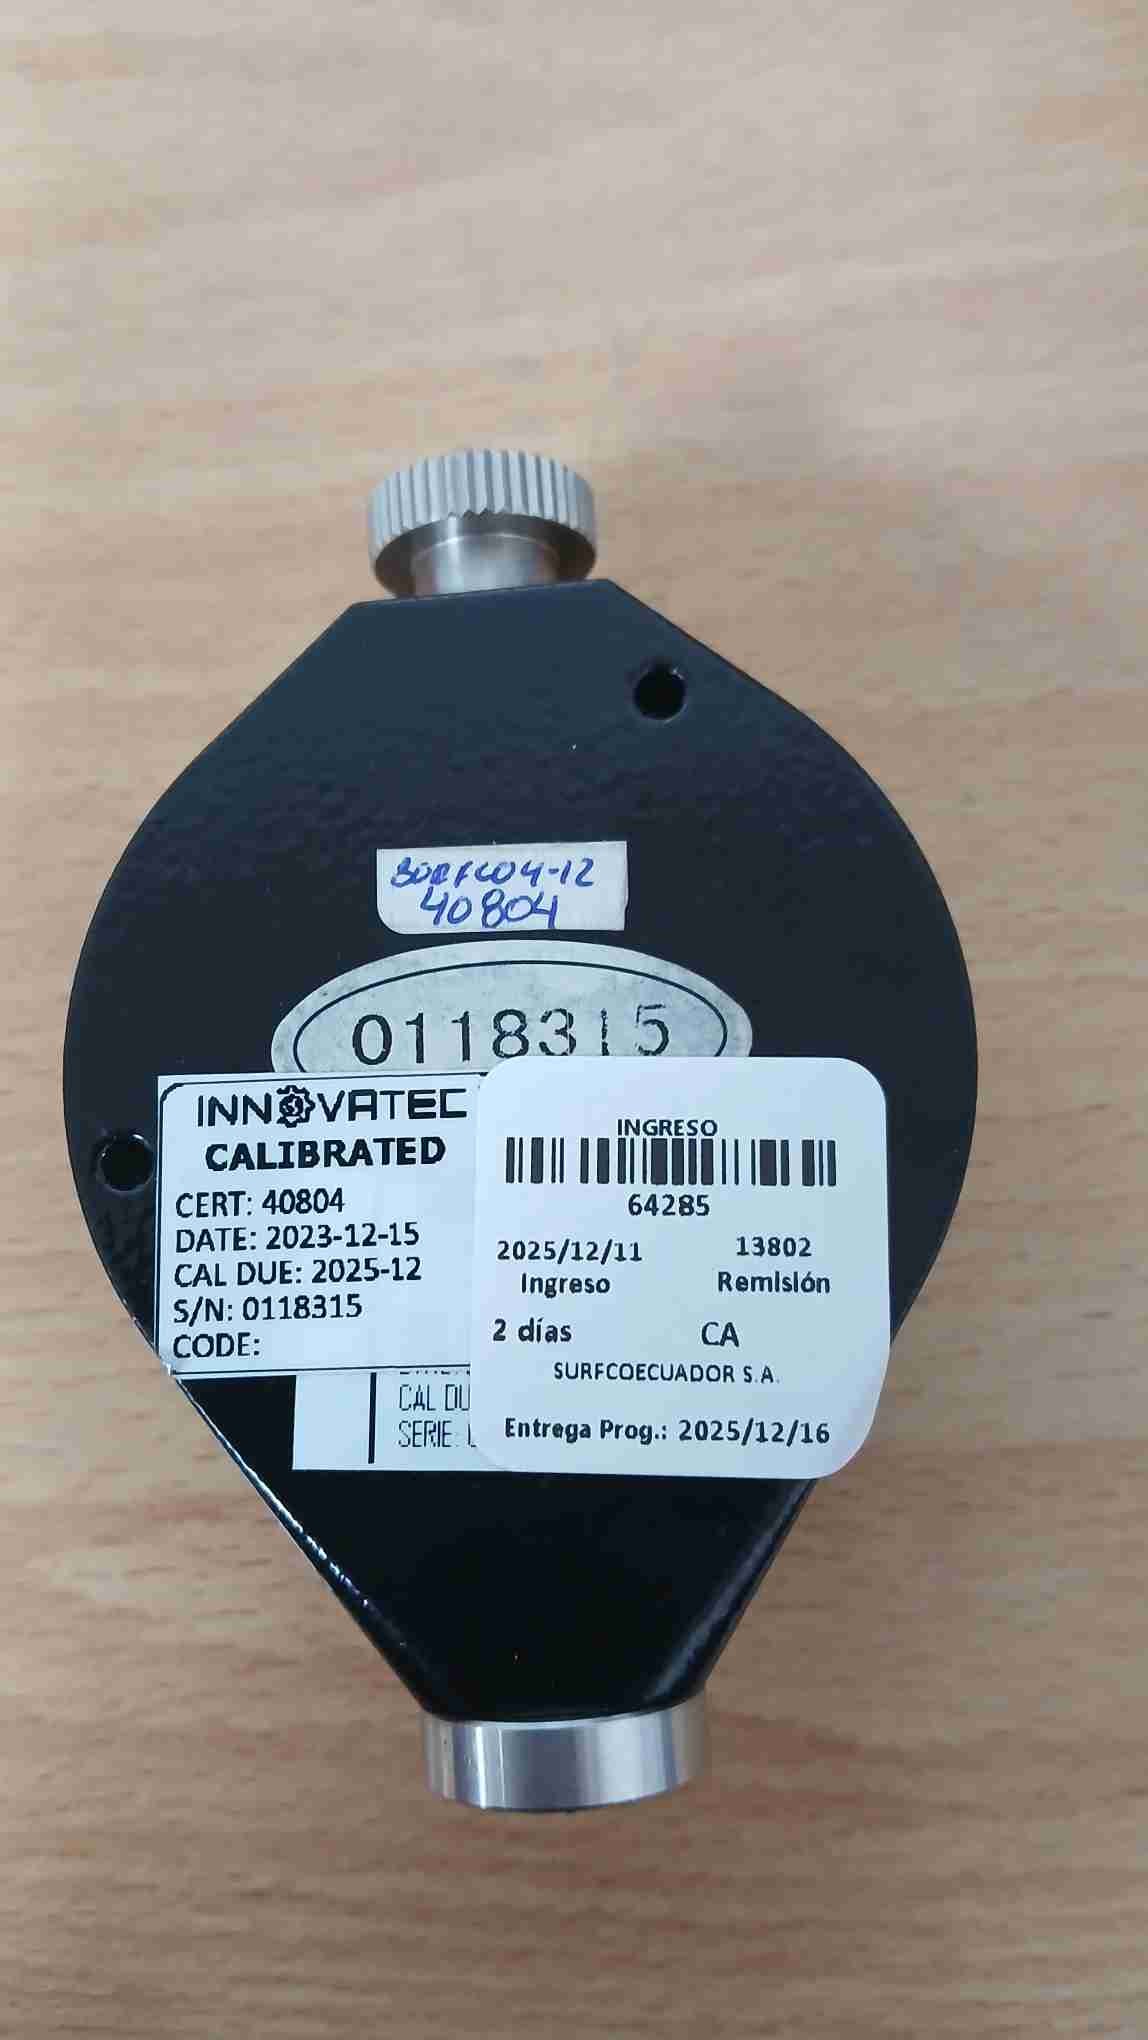 40804
0118315
INNOVATEC
CALIBRATED
CERT: 40804
DATE: 2023-12-15
CAL DUE: 2025-12
S/N: 0118315
CODE:
INGRESO
64285
2025/12/11 13802
Ingreso Remisión
2 días CA
SURFCOECUADOR S.A.
Entrega Prog.: 2025/12/16
CAL DU
SERIE: